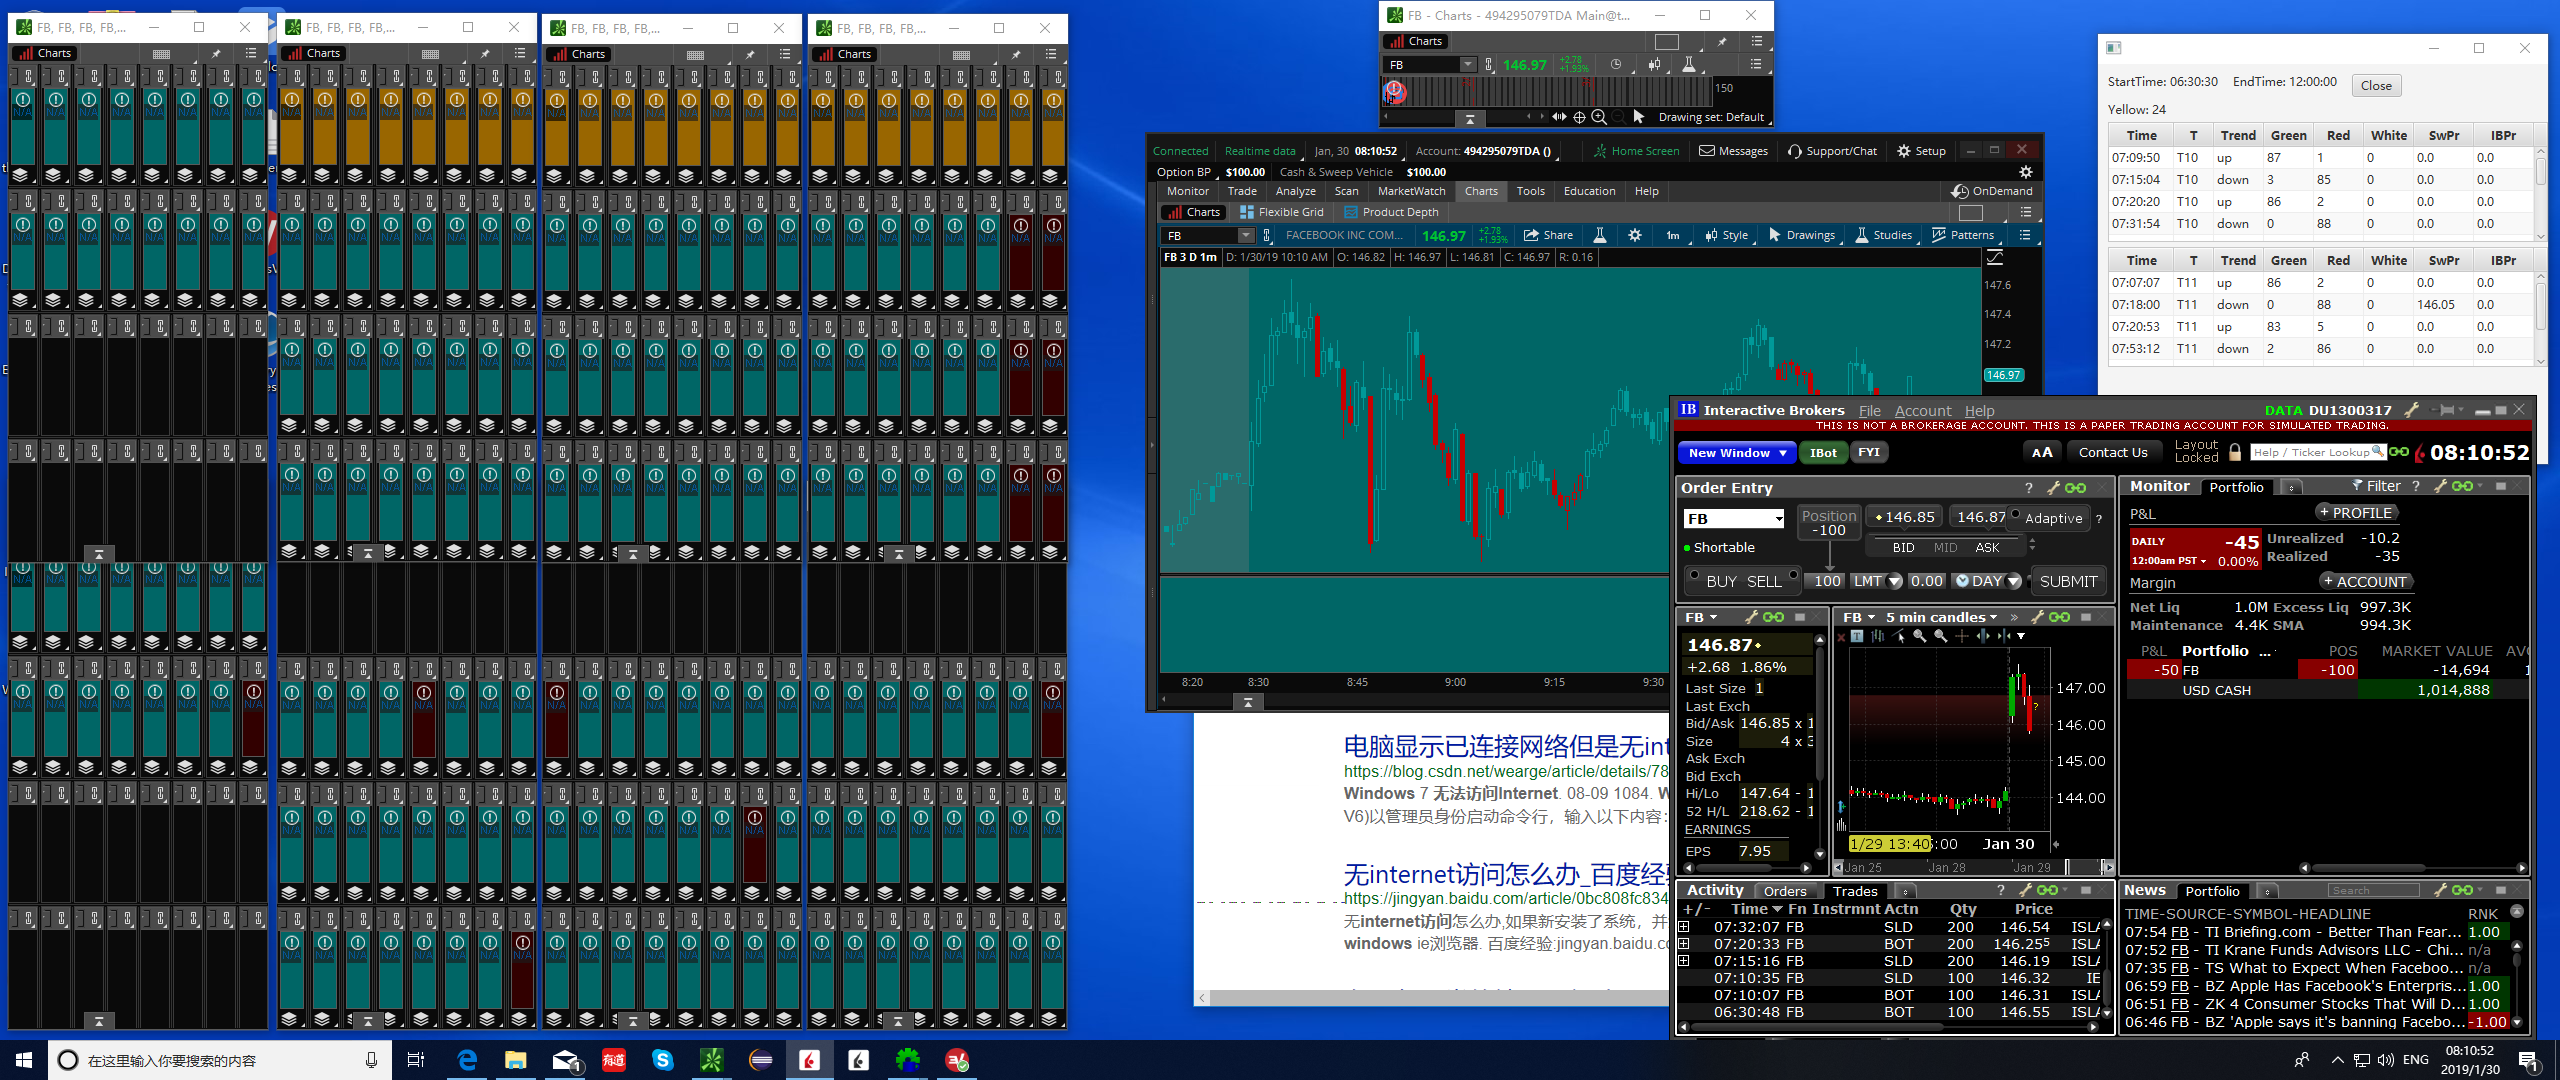 FB, FB, FB, FB,...
Charts
FB, FB, FB, FB,...
Charts
FB, FB, FB, FB,...
Charts
FB, FB, FB, FB,...
Charts
FB - Charts - 494295079TDA Main@t...
Charts
FB 146.97 +2.78 +1.93%
150
Drawing set: Default
Connected Realtime data Jan, 30 08:10:52 Account: 494295079TDA () Home Screen Messages Support/Chat Setup
Option BP $100.00 Cash & Sweep Vehicle $100.00
Monitor Trade Analyze Scan MarketWatch Charts Tools Education Help OnDemand
Charts Flexible Grid Product Depth
FB FACEBOOK INC COM... 146.97 +2.78 +1.93% Share 1m Style Drawings Studies Patterns
FB 3 D 1m D: 1/30/19 10:10 AM O: 146.82 H: 146.97 L: 146.81 C: 146.97 R: 0.16
147.6
147.4
147.2
146.97
8:20 8:30 8:45 9:00 9:15 9:30
StartTime: 06:30:30 EndTime: 12:00:00 Close
Yellow: 24
Time T Trend Green Red White SwPr IBPr
07:09:50 T10 up 87 1 0 0.0 0.0
07:15:04 T10 down 3 85 0 0.0 0.0
07:20:20 T10 up 86 2 0 0.0 0.0
07:31:54 T10 down 0 88 0 0.0 0.0
Time T Trend Green Red White SwPr IBPr
07:07:07 T11 up 86 2 0 0.0 0.0
07:18:00 T11 down 0 88 0 146.05 0.0
07:20:53 T11 up 83 5 0 0.0 0.0
07:53:12 T11 down 2 86 0 0.0 0.0
IB Interactive Brokers File Account Help DATA DU1300317
THIS IS NOT A BROKERAGE ACCOUNT. THIS IS A PAPER TRADING ACCOUNT FOR SIMULATED TRADING.
New Window IBot FYI AA Contact Us Layout Locked Help / Ticker Lookup 08:10:52
Order Entry
FB Position -100 146.85 146.87 Adaptive
Shortable BID MID ASK
BUY SELL 100 LMT 0.00 DAY SUBMIT
Monitor Portfolio Filter
P&L + PROFILE
DAILY -45 Unrealized -10.2
12:00am PST 0.00% Realized -35
Margin + ACCOUNT
Net Liq 1.0M Excess Liq 997.3K
Maintenance 4.4K SMA 994.3K
P&L Portfolio ... POS MARKET VALUE
-50 FB -100 -14,694
USD CASH 1,014,888
FB
146.87
+2.68 1.86%
Last Size 1
Last Exch
Bid/Ask 146.85 x 1
Size 4 x 3
Ask Exch
Bid Exch
Hi/Lo 147.64 - 1
52 H/L 218.62 - 1
EARNINGS
EPS 7.95
FB 5 min candles
147.00
146.00
145.00
144.00
1/29 13:40 Jan 30
Jan 25 Jan 28 Jan 29
Activity Orders Trades
+/- Time Fn Instrmnt Actn Qty Price
07:32:07 FB SLD 200 146.54 ISLA
07:20:33 FB BOT 200 146.255 ISLA
07:15:16 FB SLD 200 146.19 ISLA
07:10:35 FB SLD 100 146.32 IE
07:10:07 FB BOT 100 146.31 ISLA
06:30:48 FB BOT 100 146.55 ISLA
News Portfolio Search
TIME-SOURCE-SYMBOL-HEADLINE RNK
07:54 FB - TI Briefing.com - Better Than Fear... 1.00
07:52 FB - TI Krane Funds Advisors LLC - Chi... n/a
07:35 FB - TS What to Expect When Faceboo... n/a
06:59 FB - BZ Apple Has Facebook's Enterpris... 1.00
06:51 FB - ZK 4 Consumer Stocks That Will D... 1.00
06:46 FB - BZ 'Apple says it's banning Facebo... -1.00
电脑显示已连接网络但是无int
https://blog.csdn.net/wearge/article/details/78
Windows 7 无法访问Internet. 08-09 1084.
V6)以管理员身份启动命令行，输入以下内容：
无internet访问怎么办_百度经验
https://jingyan.baidu.com/article/0bc808fc834
无internet访问怎么办,如果新安装了系统，并
windows ie浏览器. 百度经验:jingyan.baidu.co
在这里输入你要搜索的内容
有道
ENG
08:10:52
2019/1/30